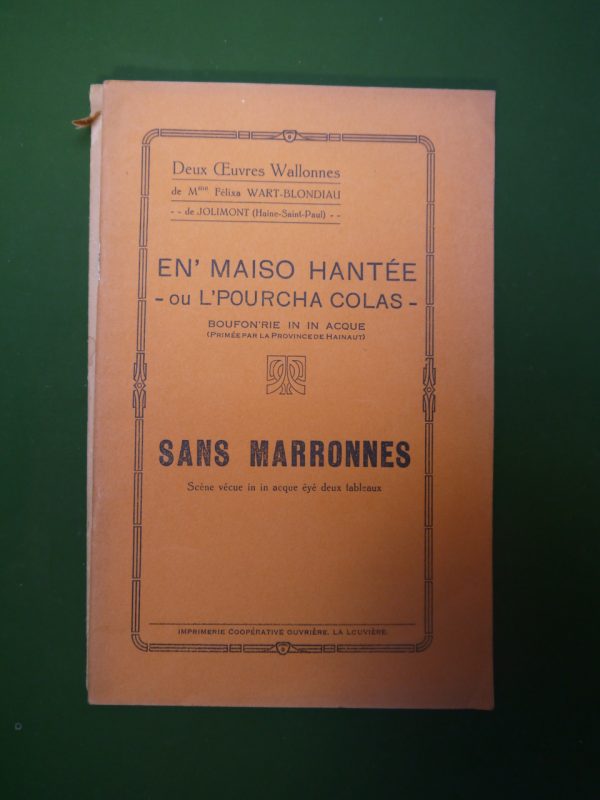 Deux Œuvres Wallonnes
de Mme Félixa WART-BLONDIAU
- - de JOLIMONT (Haine-Saint-Paul) - -
EN' MAISO HANTÉE
- ou L'POURCHA COLAS -
BOUFON'RIE IN IN ACQUE
(PRIMÉE PAR LA PROVINCE DE HAINAUT)
SANS MARRONNES
Scène vécue in in acque éyé deux tableaux
IMPRIMERIE COOPÉRATIVE OUVRIÈRE. LA LOUVIÈRE.